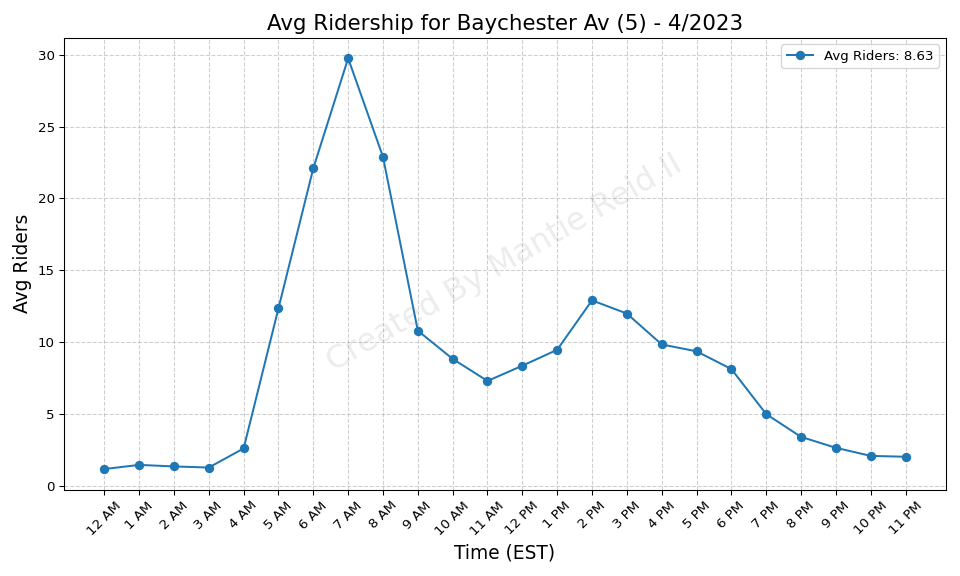 Avg Ridership for Baychester Av (5) - 4/2023
Avg Riders: 8.63
Created By Mantie Reid II
Avg Riders
30
25
20
15
10
5
0
12 AM
1 AM
2 AM
3 AM
4 AM
5 AM
6 AM
7 AM
8 AM
9 AM
10 AM
11 AM
12 PM
1 PM
2 PM
3 PM
4 PM
5 PM
6 PM
7 PM
8 PM
9 PM
10 PM
11 PM
Time (EST)